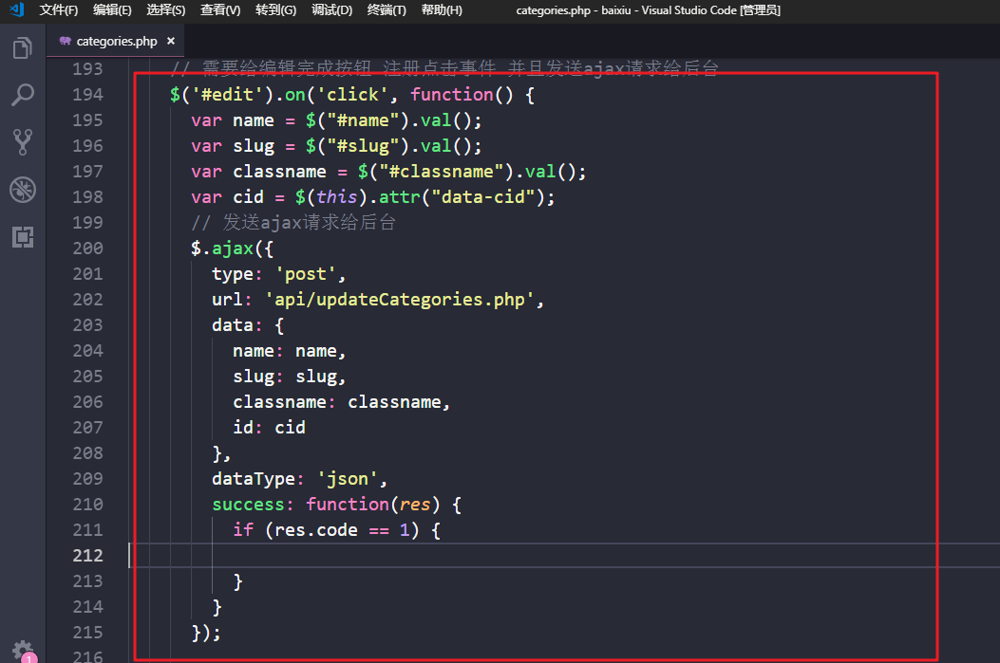 文件(F) 编辑(E) 选择(S) 查看(V) 转到(G) 调试(D) 终端(T) 帮助(H) categories.php - baixiu - Visual Studio Code [管理员]
categories.php ×
193 // 需要给编辑完成按钮 注册点击事件 并且发送ajax请求给后台
194 $('#edit').on('click', function() {
195 var name = $("#name").val();
196 var slug = $("#slug").val();
197 var classname = $("#classname").val();
198 var cid = $(this).attr("data-cid");
199 // 发送ajax请求给后台
200 $.ajax({
201 type: 'post',
202 url: 'api/updateCategories.php',
203 data: {
204 name: name,
205 slug: slug,
206 classname: classname,
207 id: cid
208 },
209 dataType: 'json',
210 success: function(res) {
211 if (res.code == 1) {
212
213 }
214 }
215 });
216
1